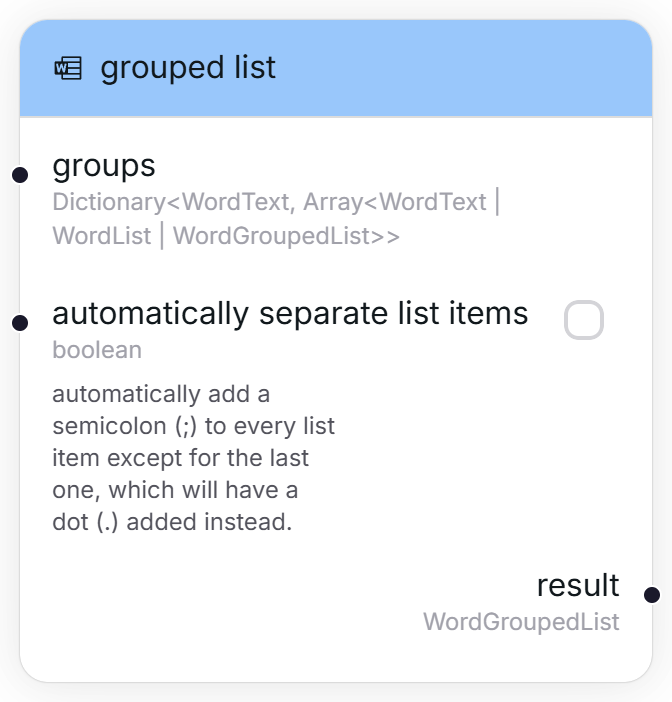 grouped list
groups
Dictionary<WordText, Array<WordText |
WordList | WordGroupedList>>
automatically separate list items
boolean
automatically add a
semicolon (;) to every list
item except for the last
one, which will have a
dot (.) added instead.
result
WordGroupedList